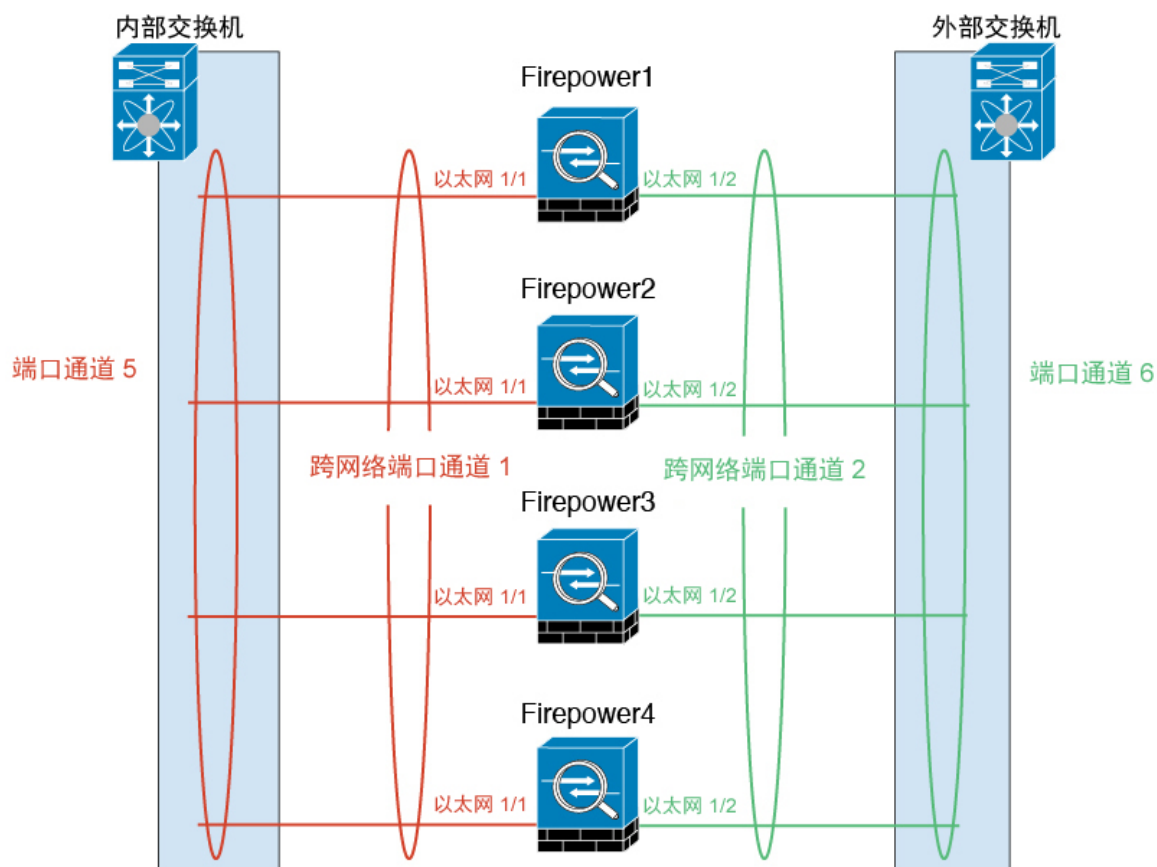 内部交换机
外部交换机
Firepower1
以太网 1/1
以太网 1/2
Firepower2
端口通道 5
以太网 1/1
以太网 1/2
端口通道 6
跨网络端口通道 1
跨网络端口通道 2
Firepower3
以太网 1/1
以太网 1/2
Firepower4
以太网 1/1
以太网 1/2